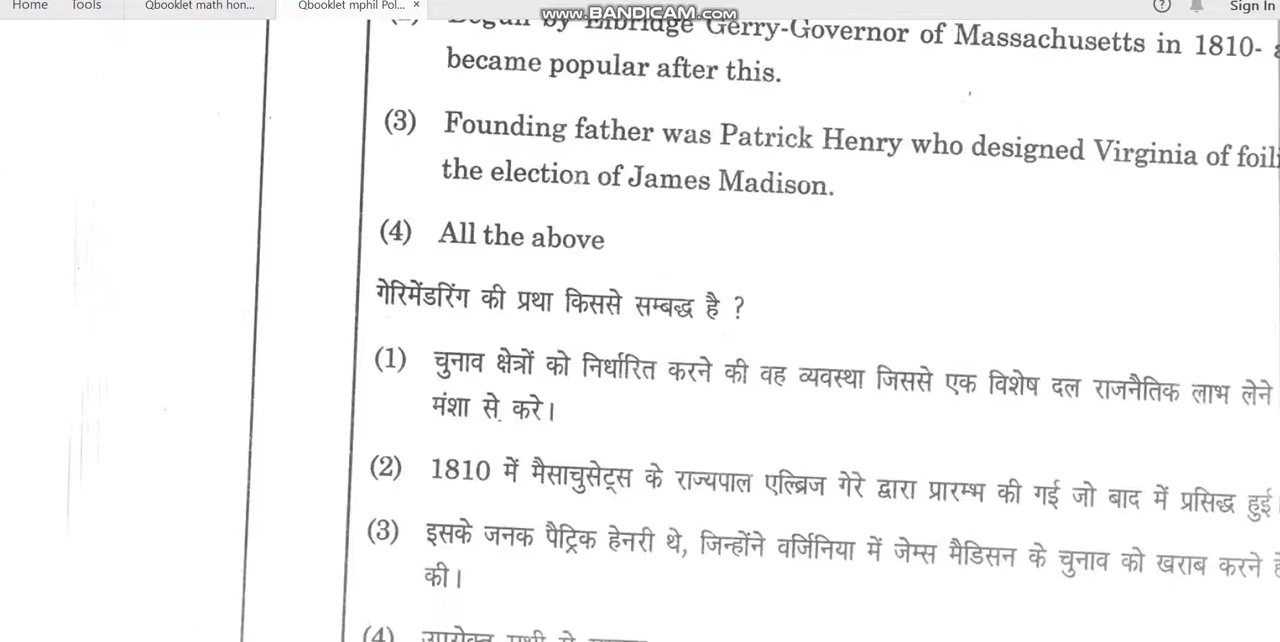 Home Tools Qbooklet math hon... Qbooklet mphil Pol... × Sign In
www.BANDICAM.com
by Elbridge Gerry-Governor of Massachusetts in 1810-
became popular after this.
(3) Founding father was Patrick Henry who designed Virginia of foil
the election of James Madison.
(4) All the above
गेरिमेंडरिंग की प्रथा किससे सम्बद्ध है ?
(1) चुनाव क्षेत्रों को निर्धारित करने की वह व्यवस्था जिससे एक विशेष दल राजनैतिक लाभ लेने
मंशा से करे।
(2) 1810 में मैसाचुसेट्स के राज्यपाल एल्ब्रिज गेरे द्वारा प्रारम्भ की गई जो बाद में प्रसिद्ध हुई।
(3) इसके जनक पैट्रिक हेनरी थे, जिन्होंने वर्जिनिया में जेम्स मैडिसन के चुनाव को खराब करने
की।
(4)